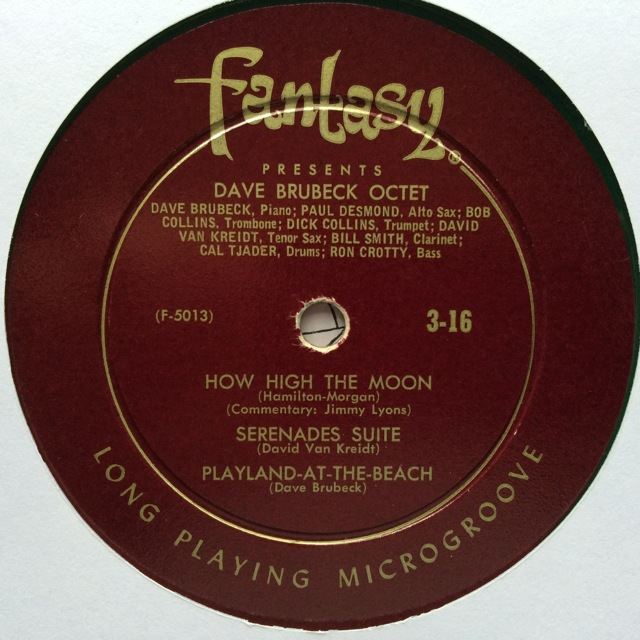 Fantasy®
PRESENTS
DAVE BRUBECK OCTET
DAVE BRUBECK, Piano; PAUL DESMOND, Alto Sax; BOB
COLLINS, Trombone; DICK COLLINS, Trumpet; DAVID
VAN KREIDT, Tenor Sax; BILL SMITH, Clarinet;
CAL TJADER, Drums; RON CROTTY, Bass
(F-5013)
3-16
HOW HIGH THE MOON
(Hamilton-Morgan)
(Commentary: Jimmy Lyons)
SERENADES SUITE
(David Van Kreidt)
PLAYLAND-AT-THE-BEACH
(Dave Brubeck)
LONG PLAYING MICROGROOVE